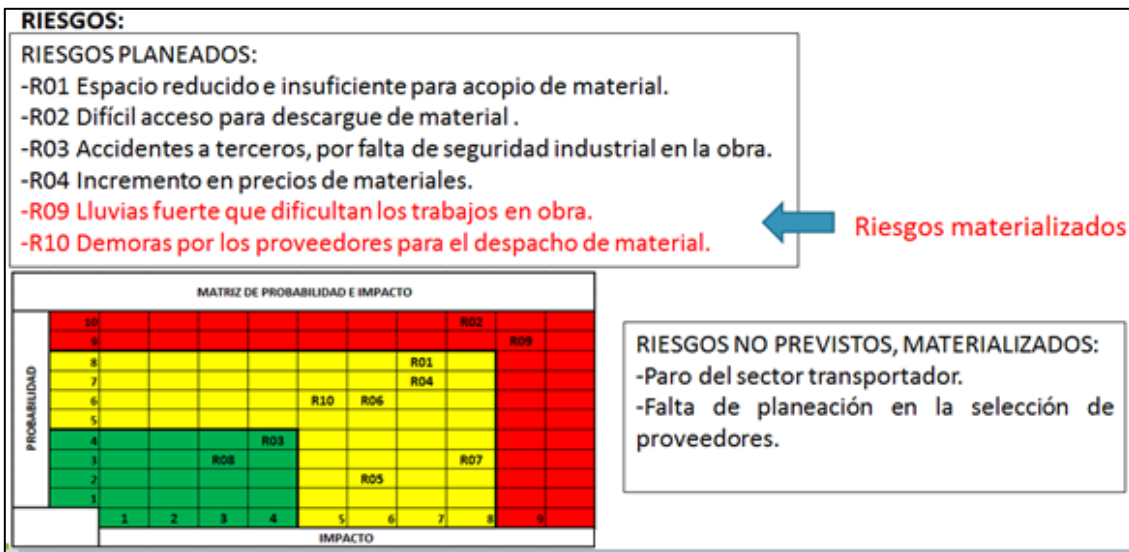 RIESGOS:
RIESGOS PLANEADOS:
-R01 Espacio reducido e insuficiente para acopio de material.
-R02 Difícil acceso para descargue de material .
-R03 Accidentes a terceros, por falta de seguridad industrial en la obra.
-R04 Incremento en precios de materiales.
-R09 Lluvias fuerte que dificultan los trabajos en obra.
-R10 Demoras por los proveedores para el despacho de material.
Riesgos materializados
MATRIZ DE PROBABILIDAD E IMPACTO
PROBABILIDAD
10 R02
9 R09
8 R01
7 R04
6 R10 R06
5
4 R03
3 R08 R07
2 R05
1
1 2 3 4 5 6 7 8 9
IMPACTO
RIESGOS NO PREVISTOS, MATERIALIZADOS:
-Paro del sector transportador.
-Falta de planeación en la selección de
proveedores.